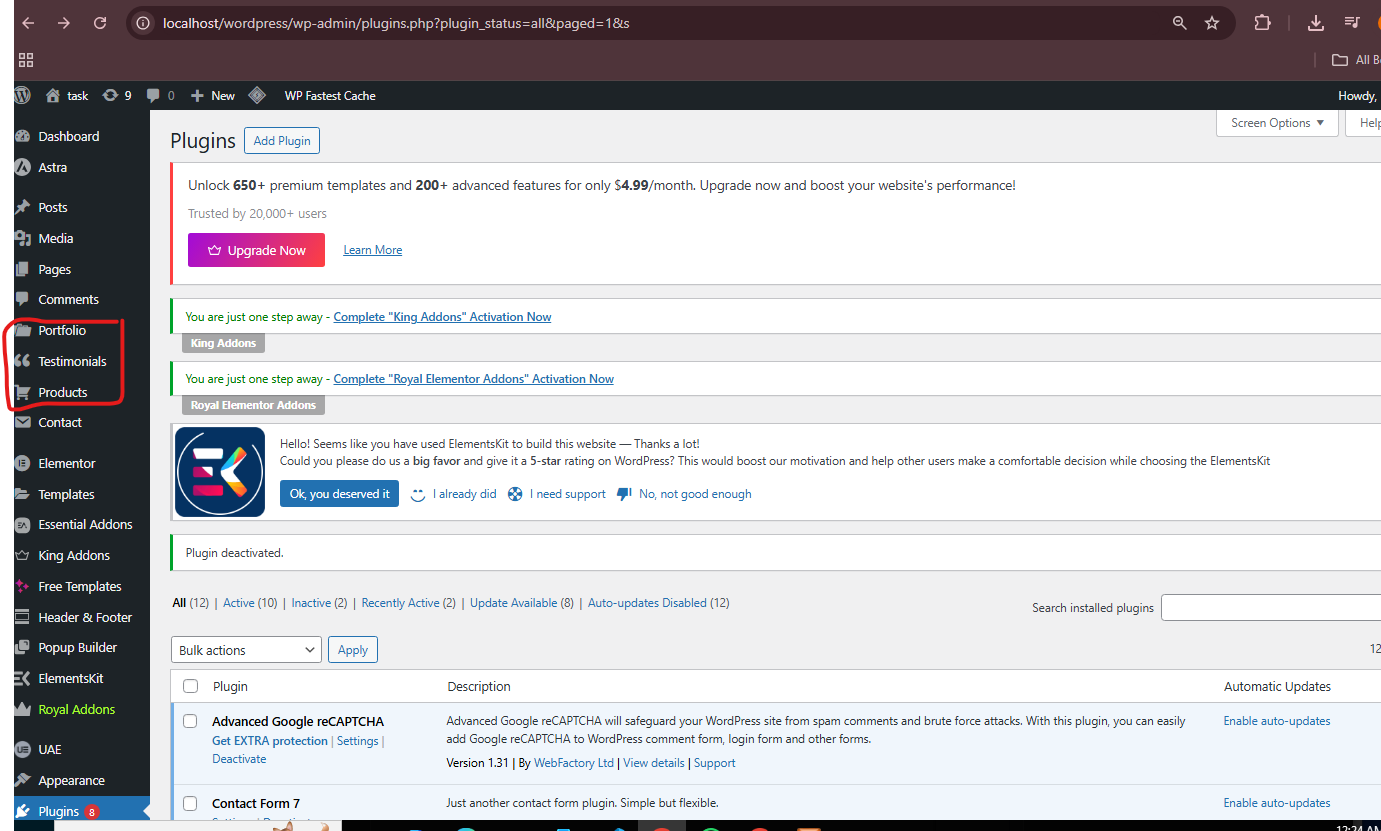 localhost/wordpress/wp-admin/plugins.php?plugin_status=all&paged=1&s
All B
task 9 0 New WP Fastest Cache Howdy,
Dashboard
Astra
Posts
Media
Pages
Comments
Portfolio
Testimonials
Products
Contact
Elementor
Templates
Essential Addons
King Addons
Free Templates
Header & Footer
Popup Builder
ElementsKit
Royal Addons
UAE
Appearance
Plugins 8
Screen Options Help
Plugins Add Plugin
Unlock 650+ premium templates and 200+ advanced features for only $4.99/month. Upgrade now and boost your website's performance!
Trusted by 20,000+ users
Upgrade Now Learn More
You are just one step away - Complete "King Addons" Activation Now
King Addons
You are just one step away - Complete "Royal Elementor Addons" Activation Now
Royal Elementor Addons
Hello! Seems like you have used ElementsKit to build this website — Thanks a lot!
Could you please do us a big favor and give it a 5-star rating on WordPress? This would boost our motivation and help other users make a comfortable decision while choosing the ElementsKit
Ok, you deserved it I already did I need support No, not good enough
Plugin deactivated.
All (12) | Active (10) | Inactive (2) | Recently Active (2) | Update Available (8) | Auto-updates Disabled (12)
Search installed plugins
Bulk actions Apply
12
Plugin Description Automatic Updates
Advanced Google reCAPTCHA
Get EXTRA protection | Settings |
Deactivate
Advanced Google reCAPTCHA will safeguard your WordPress site from spam comments and brute force attacks. With this plugin, you can easily
add Google reCAPTCHA to WordPress comment form, login form and other forms.
Version 1.31 | By WebFactory Ltd | View details | Support
Enable auto-updates
Contact Form 7
Just another contact form plugin. Simple but flexible.
Enable auto-updates
12:24 AM